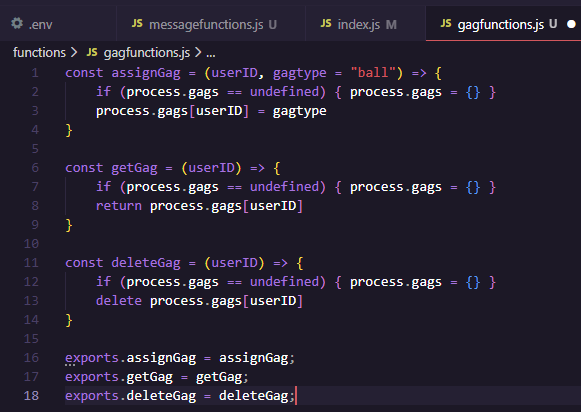 .env
JS messagefunctions.js U
JS index.js M
JS gagfunctions.js U
functions > JS gagfunctions.js > ...
1 const assignGag = (userID, gagtype = "ball") => {
2     if (process.gags == undefined) { process.gags = {} }
3     process.gags[userID] = gagtype
4 }
5
6 const getGag = (userID) => {
7     if (process.gags == undefined) { process.gags = {} }
8     return process.gags[userID]
9 }
10
11 const deleteGag = (userID) => {
12     if (process.gags == undefined) { process.gags = {} }
13     delete process.gags[userID]
14 }
15
16 exports.assignGag = assignGag;
17 exports.getGag = getGag;
18 exports.deleteGag = deleteGag;